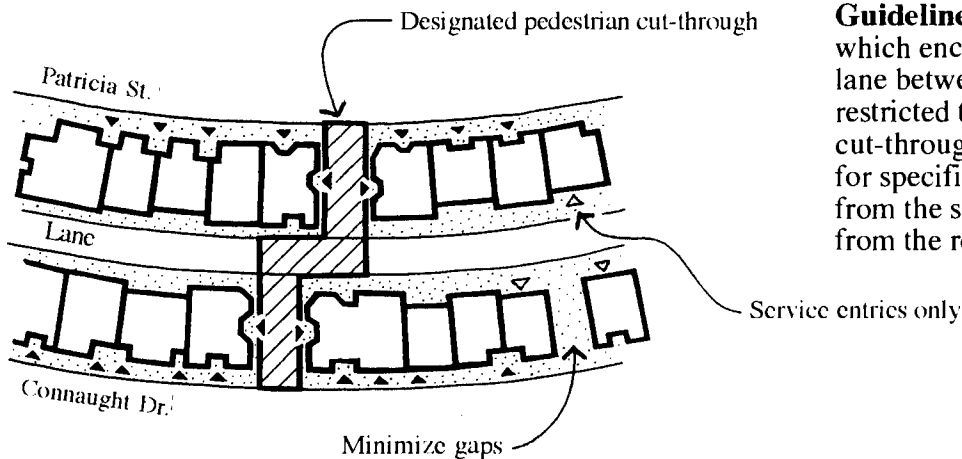 Designated pedestrian cut-through
Patricia St.
Lane
Connaught Dr.
Service entries only
Minimize gaps
Guideline
which enc
lane betwe
restricted t
cut-throug
for specifi
from the s
from the r